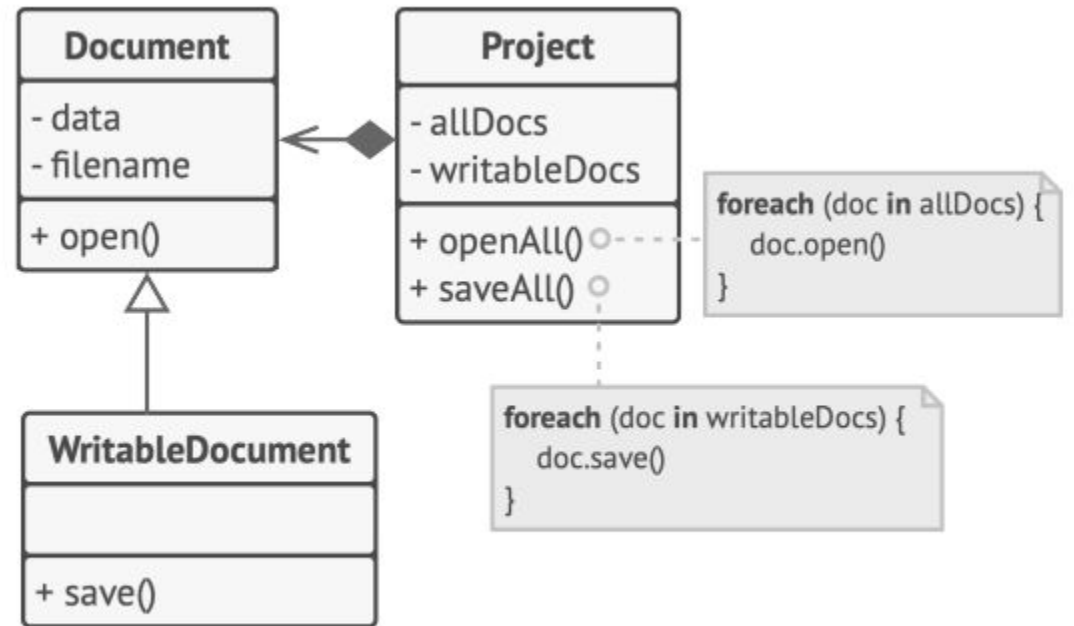 Document
- data
- filename
+ open()
Project
- allDocs
- writableDocs
+ openAll()
+ saveAll()
foreach (doc in allDocs) {
doc.open()
}
foreach (doc in writableDocs) {
doc.save()
}
WritableDocument
+ save()